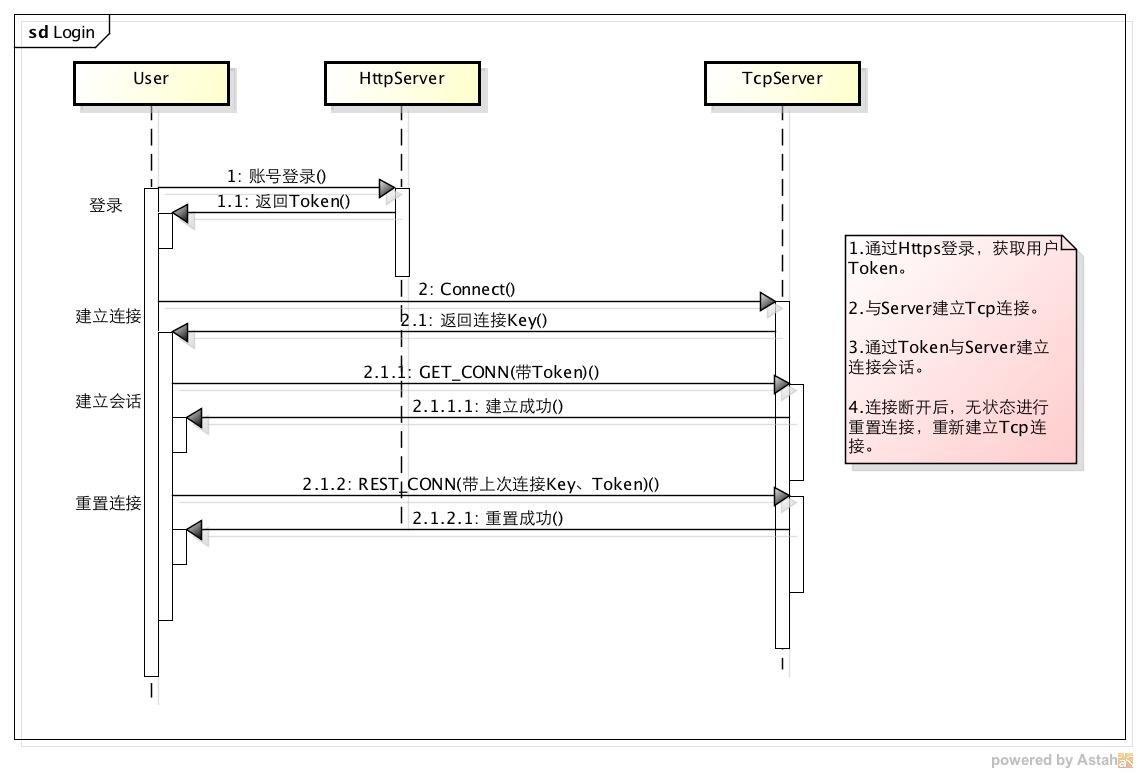 sd Login
User
HttpServer
TcpServer
1: 账号登录()
1.1: 返回Token()
登录
2: Connect()
建立连接
2.1: 返回连接Key()
2.1.1: GET_CONN(带Token)()
建立会话
2.1.1.1: 建立成功()
2.1.2: REST_CONN(带上次连接Key、Token)()
重置连接
2.1.2.1: 重置成功()
1.通过Https登录，获取用户
Token。
2.与Server建立Tcp连接。
3.通过Token与Server建立
连接会话。
4.连接断开后，无状态进行
重置连接，重新建立Tcp连
接。
powered by Astah